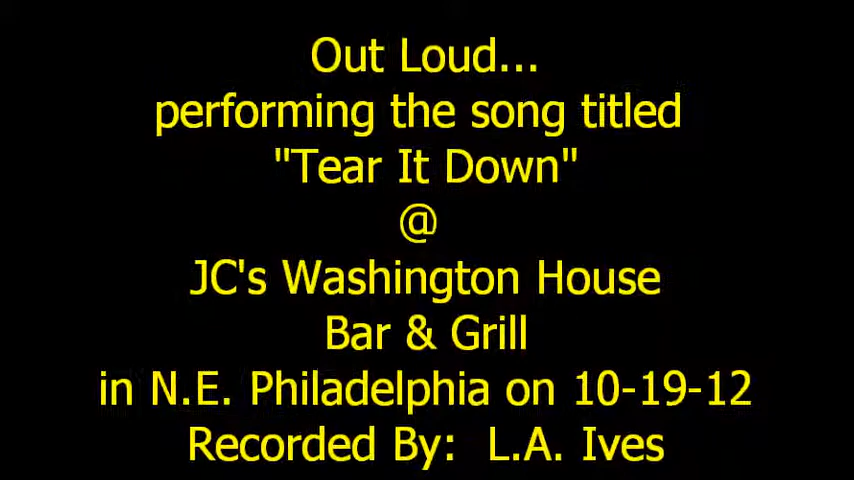 Out Loud...
performing the song titled
"Tear It Down"
@
JC's Washington House
Bar & Grill
in N.E. Philadelphia on 10-19-12
Recorded By:  L.A. Ives